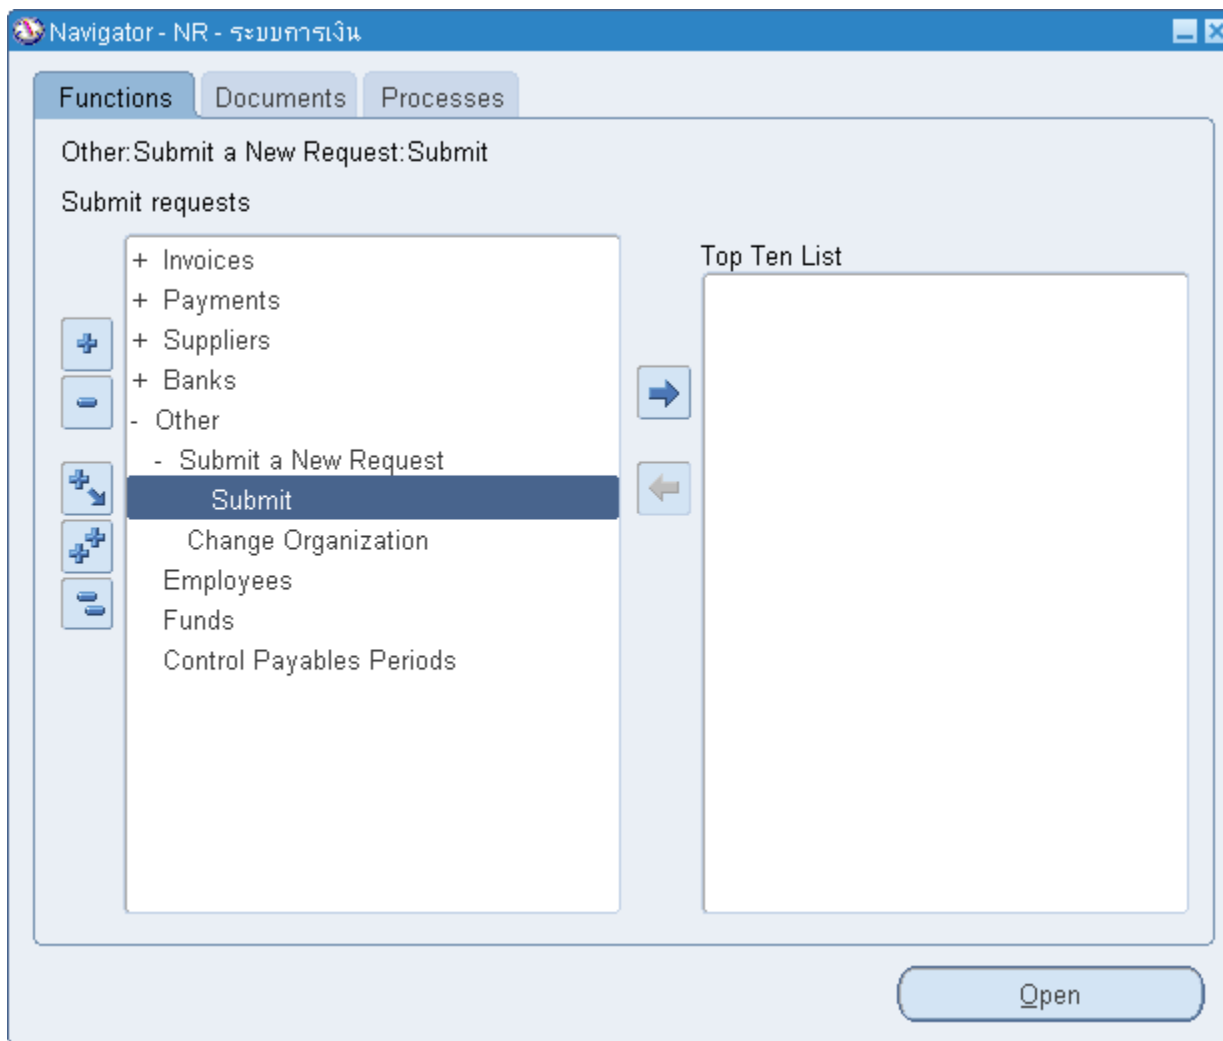 Navigator - NR - ระบบการเงิน
Functions
Documents
Processes
Other:Submit a New Request:Submit
Submit requests
+ Invoices
+ Payments
+ Suppliers
+ Banks
- Other
- Submit a New Request
Submit
Change Organization
Employees
Funds
Control Payables Periods
Top Ten List
Open